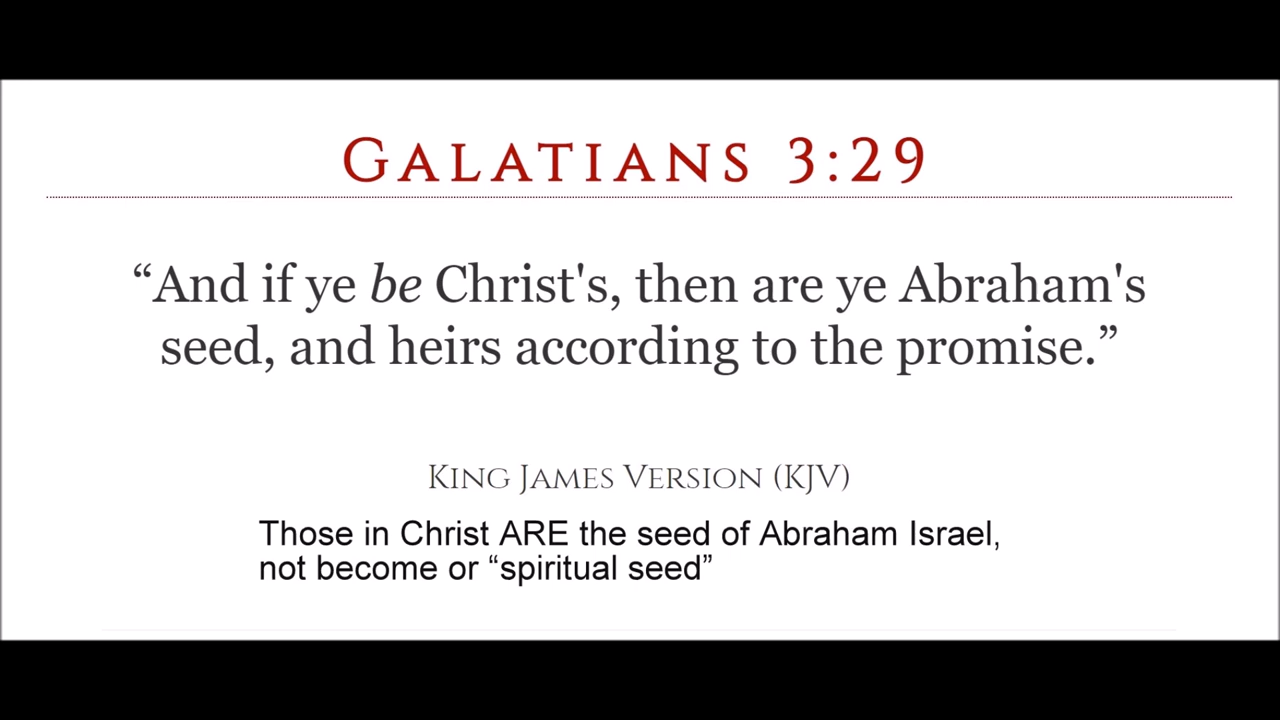 GALATIANS 3:29
“And if ye be Christ's, then are ye Abraham's
seed, and heirs according to the promise.”
KING JAMES VERSION (KJV)
Those in Christ ARE the seed of Abraham Israel,
not become or “spiritual seed”